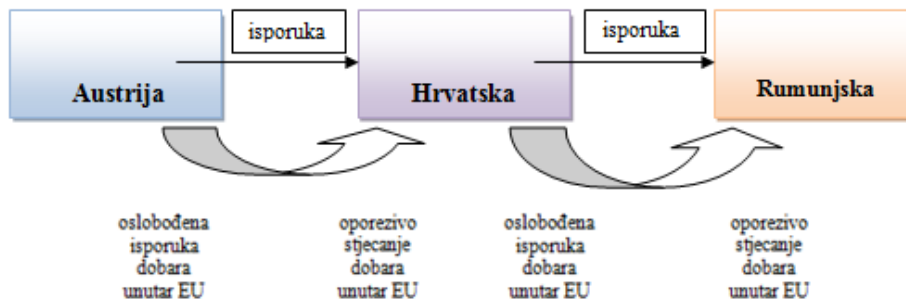 isporuka
isporuka
Austrija
Hrvatska
Rumunjska
oslobođena
isporuka
dobara
unutar EU
oporezivo
stjecanje
dobara
unutar EU
oslobođena
isporuka
dobara
unutar EU
oporezivo
stjecanje
dobara
unutar EU